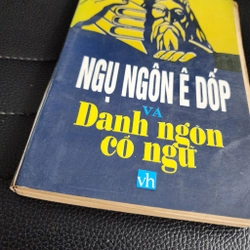 NGỤ NGÔN Ê DỐP
VÀ
Danh ngôn
cổ ngữ
vh